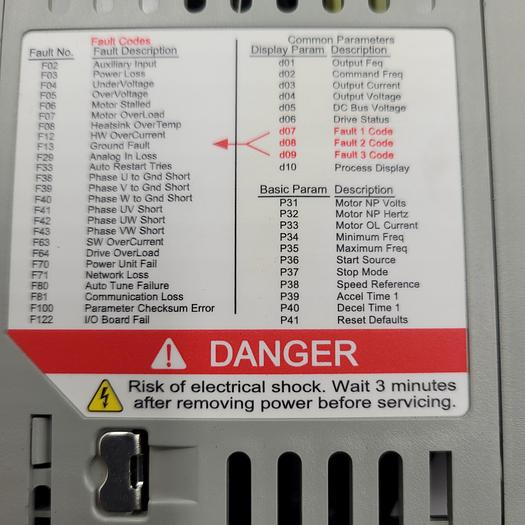 Fault Codes
Fault No. Fault Description
F02 Auxiliary Input
F03 Power Loss
F04 UnderVoltage
F05 OverVoltage
F06 Motor Stalled
F07 Motor OverLoad
F08 Heatsink OverTemp
F12 HW OverCurrent
F13 Ground Fault
F29 Analog In Loss
F33 Auto Restart Tries
F38 Phase U to Gnd Short
F39 Phase V to Gnd Short
F40 Phase W to Gnd Short
F41 Phase UV Short
F42 Phase UW Short
F43 Phase VW Short
F63 SW OverCurrent
F64 Drive OverLoad
F70 Power Unit Fail
F71 Network Loss
F80 Auto Tune Failure
F81 Communication Loss
F100 Parameter Checksum Error
F122 I/O Board Fail
Common Parameters
Display Param Description
d01 Output Feq
d02 Command Freq
d03 Output Current
d04 Output Voltage
d05 DC Bus Voltage
d06 Drive Status
d07 Fault 1 Code
d08 Fault 2 Code
d09 Fault 3 Code
d10 Process Display
Basic Param Description
P31 Motor NP Volts
P32 Motor NP Hertz
P33 Motor OL Current
P34 Minimum Freq
P35 Maximum Freq
P36 Start Source
P37 Stop Mode
P38 Speed Reference
P39 Accel Time 1
P40 Decel Time 1
P41 Reset Defaults
DANGER
Risk of electrical shock. Wait 3 minutes
after removing power before servicing.